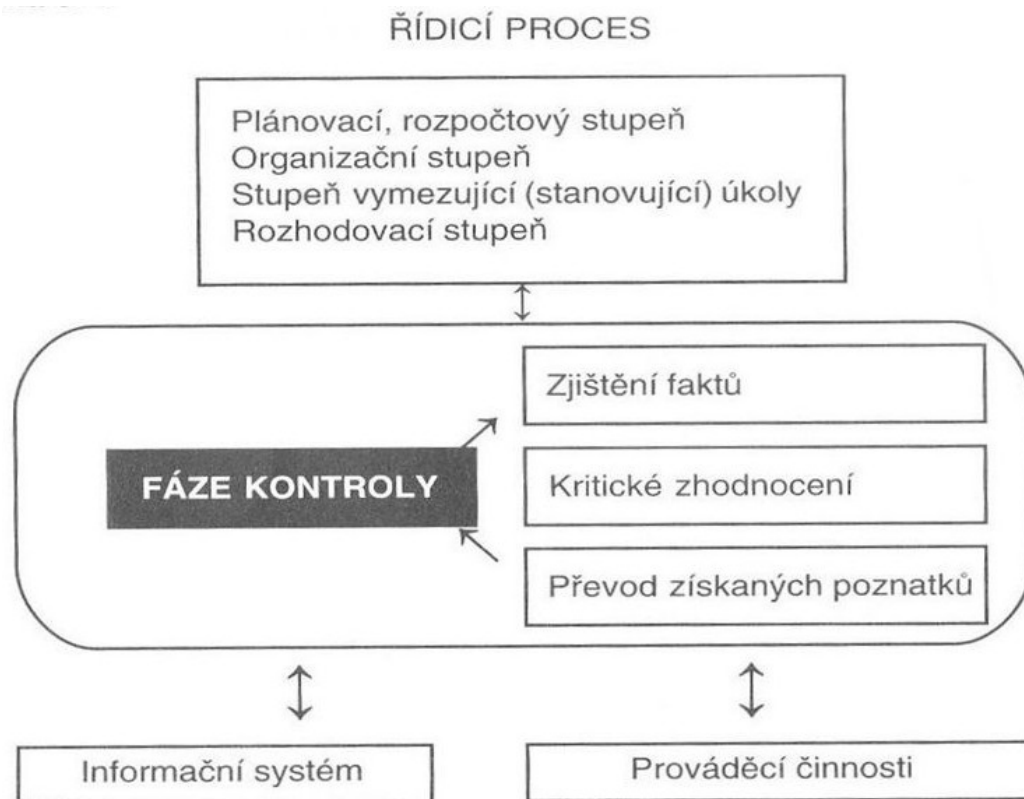 ŘÍDICÍ PROCES
Plánovací, rozpočtový stupeň
Organizační stupeň
Stupeň vymezující (stanovující) úkoly
Rozhodovací stupeň
Zjištění faktů
FÁZE KONTROLY
Kritické zhodnocení
Převod získaných poznatků
Informační systém
Prováděcí činnosti